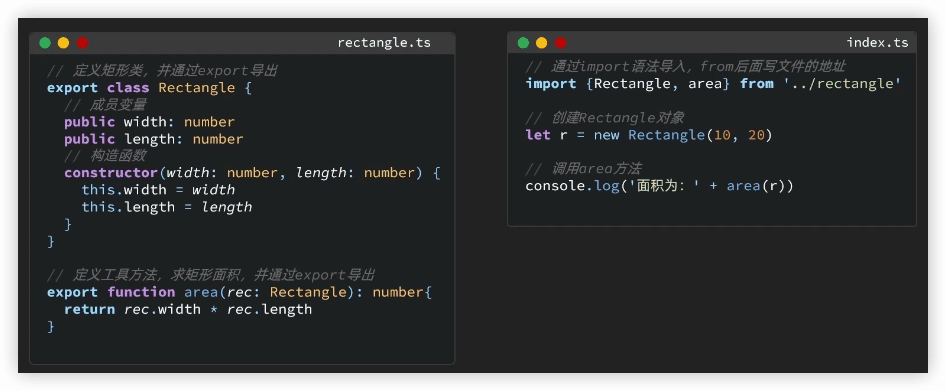 rectangle.ts
// 定义矩形类，并通过export导出
export class Rectangle {
// 成员变量
public width: number
public length: number
// 构造函数
constructor(width: number, length: number) {
this.width = width
this.length = length
}
}
// 定义工具方法，求矩形面积，并通过export导出
export function area(rec: Rectangle): number{
return rec.width * rec.length
}
index.ts
// 通过import语法导入，from后面写文件的地址
import {Rectangle, area} from '../rectangle'
// 创建Rectangle对象
let r = new Rectangle(10, 20)
// 调用area方法
console.log('面积为：' + area(r))